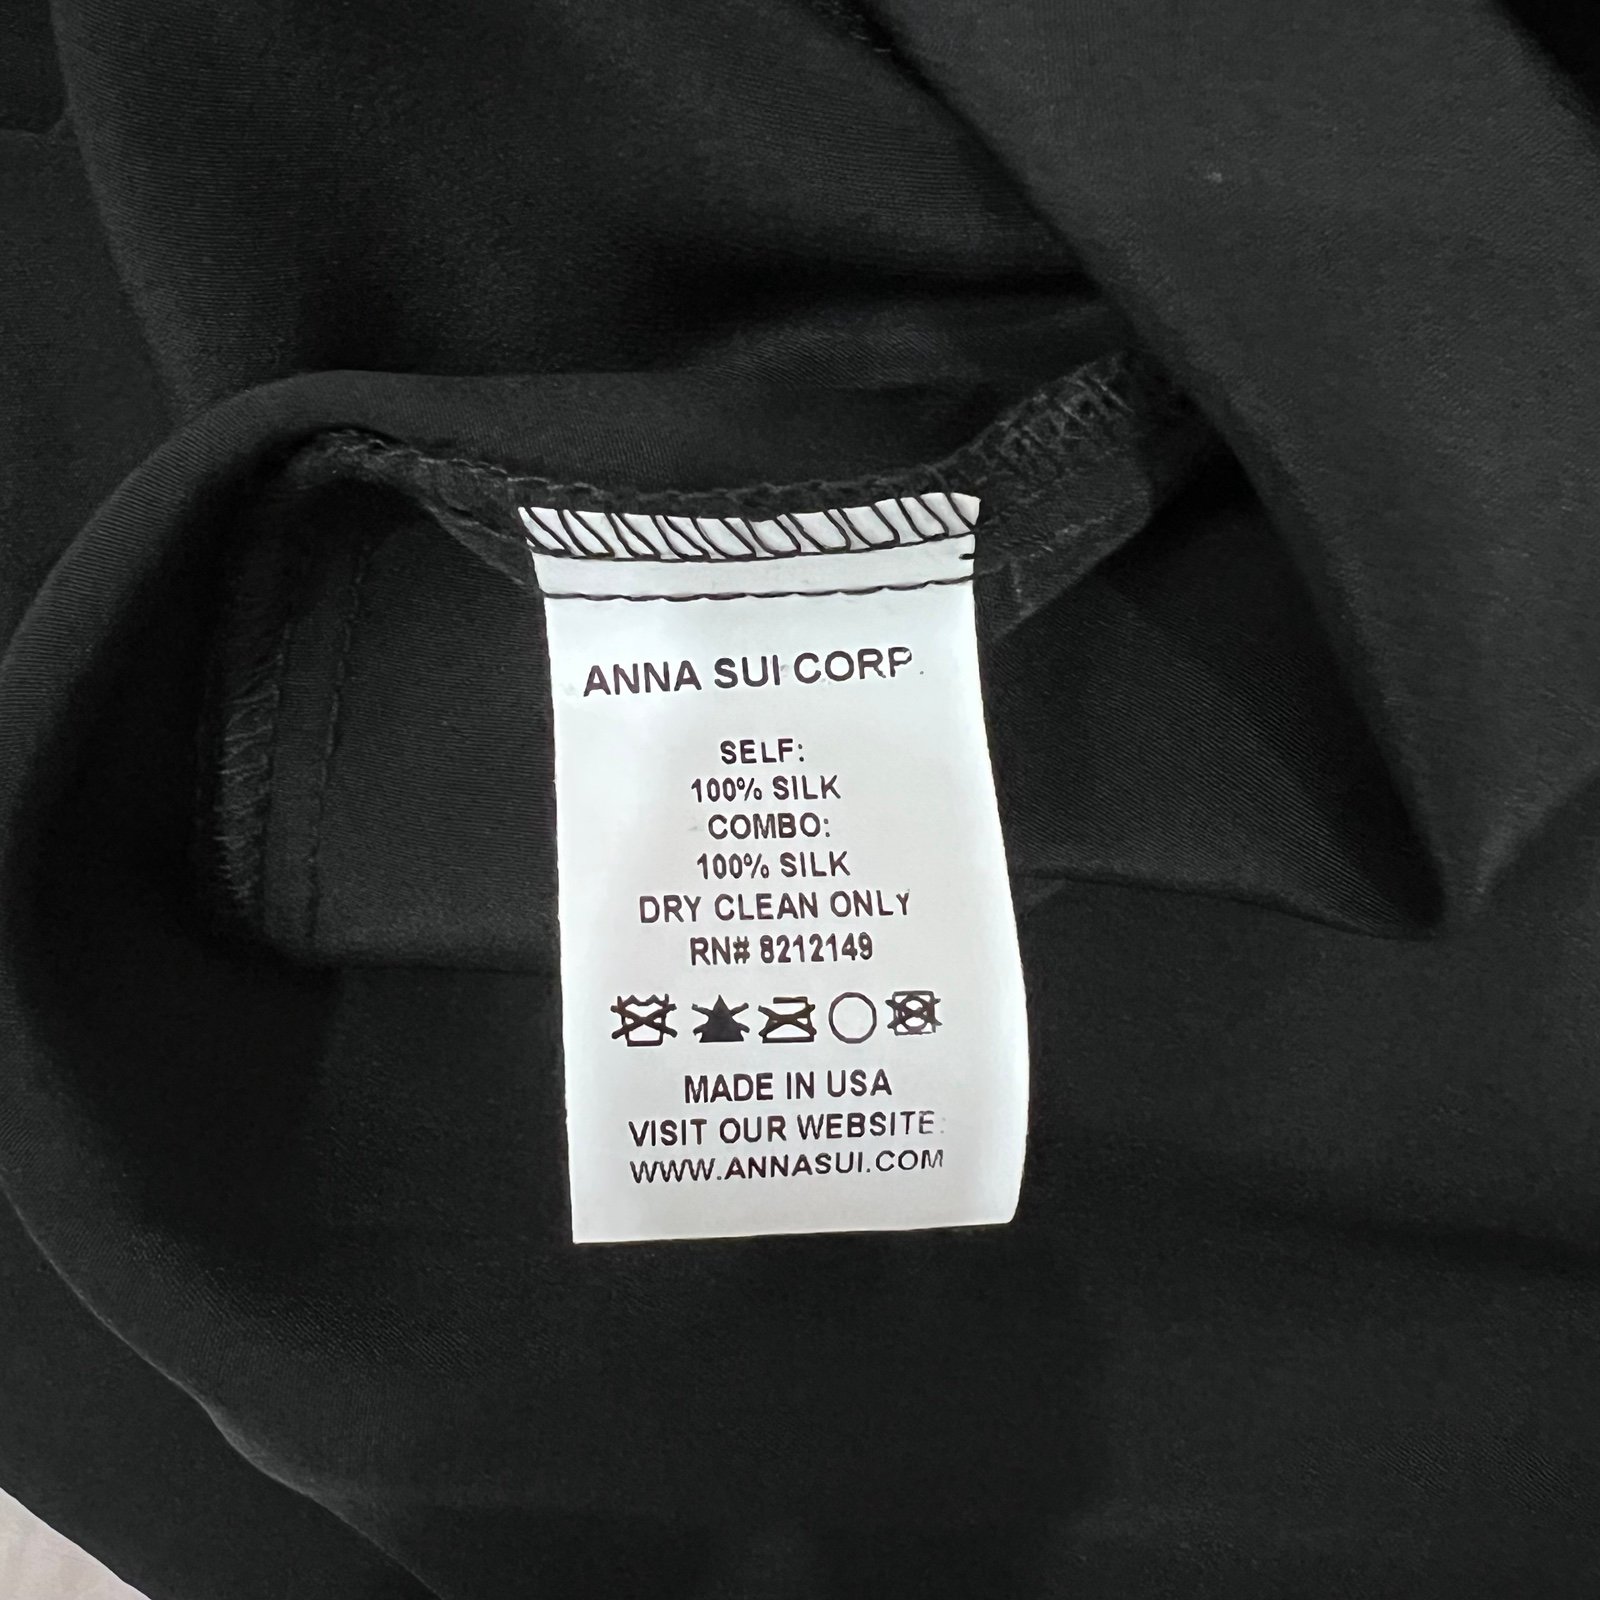 ANNA SUI CORP.
SELF:
100% SILK
COMBO:
100% SILK
DRY CLEAN ONLY
RN# 8212149
MADE IN USA
VISIT OUR WEBSITE:
WWW.ANNASUI.COM